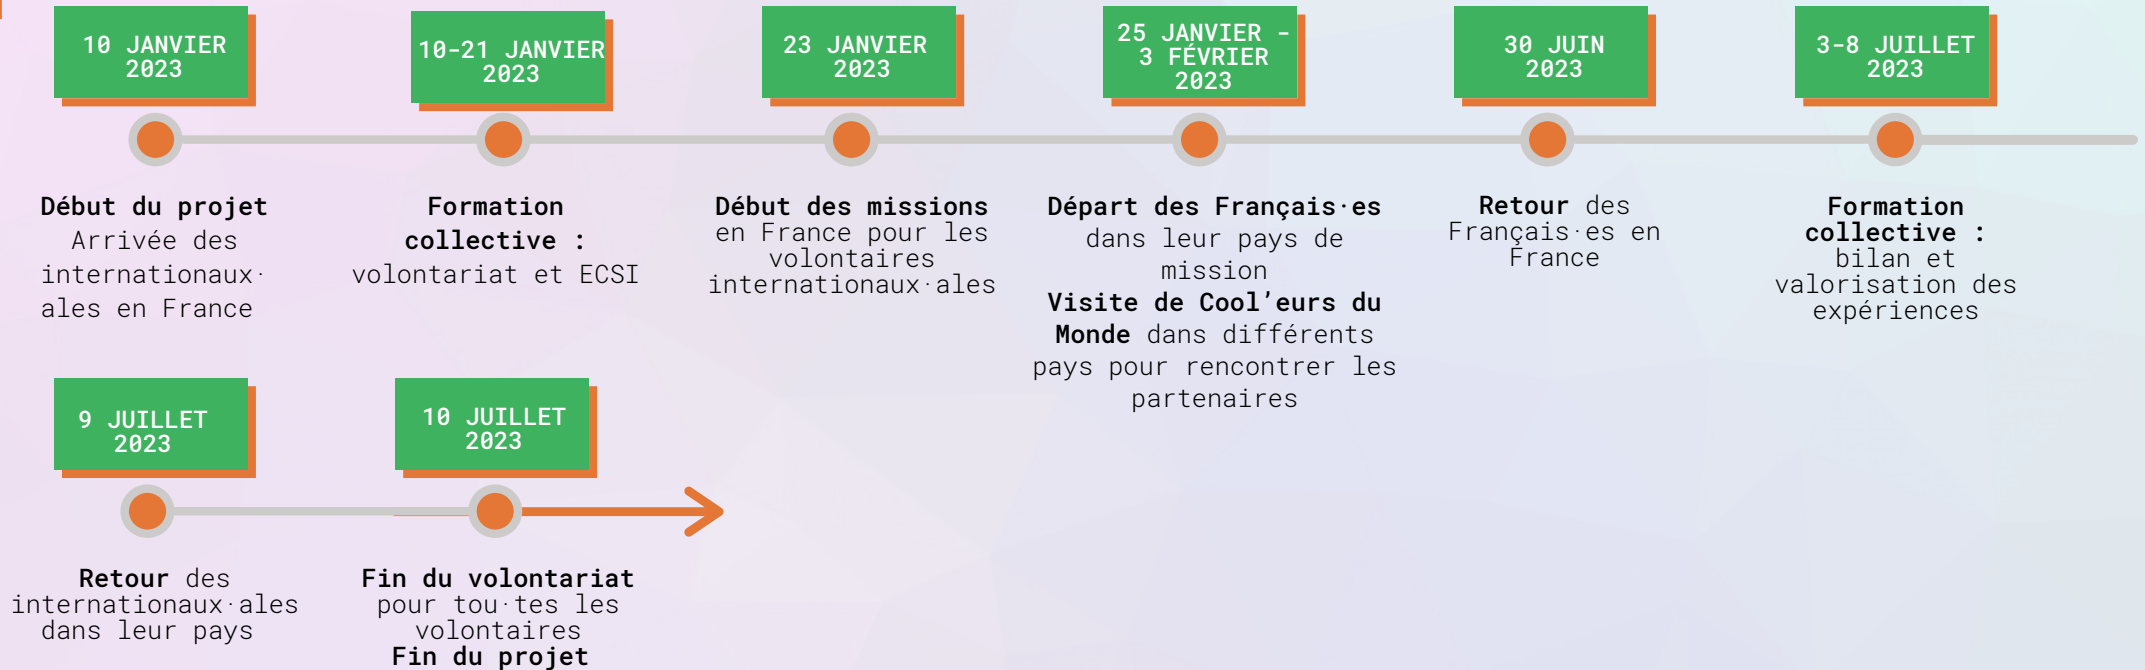 10 JANVIER
2023
Début du projet
Arrivée des
internationaux·
ales en France
10-21 JANVIER
2023
Formation
collective :
volontariat et ECSI
23 JANVIER
2023
Début des missions
en France pour les
volontaires
internationaux·ales
25 JANVIER -
3 FÉVRIER
2023
Départ des Français·es
dans leur pays de
mission
Visite de Cool’eurs du
Monde dans différents
pays pour rencontrer les
partenaires
30 JUIN
2023
Retour des
Français·es en
France
3-8 JUILLET
2023
Formation
collective :
bilan et
valorisation des
expériences
9 JUILLET
2023
Retour des
internationaux·ales
dans leur pays
10 JUILLET
2023
Fin du volontariat
pour tou·tes les
volontaires
Fin du projet